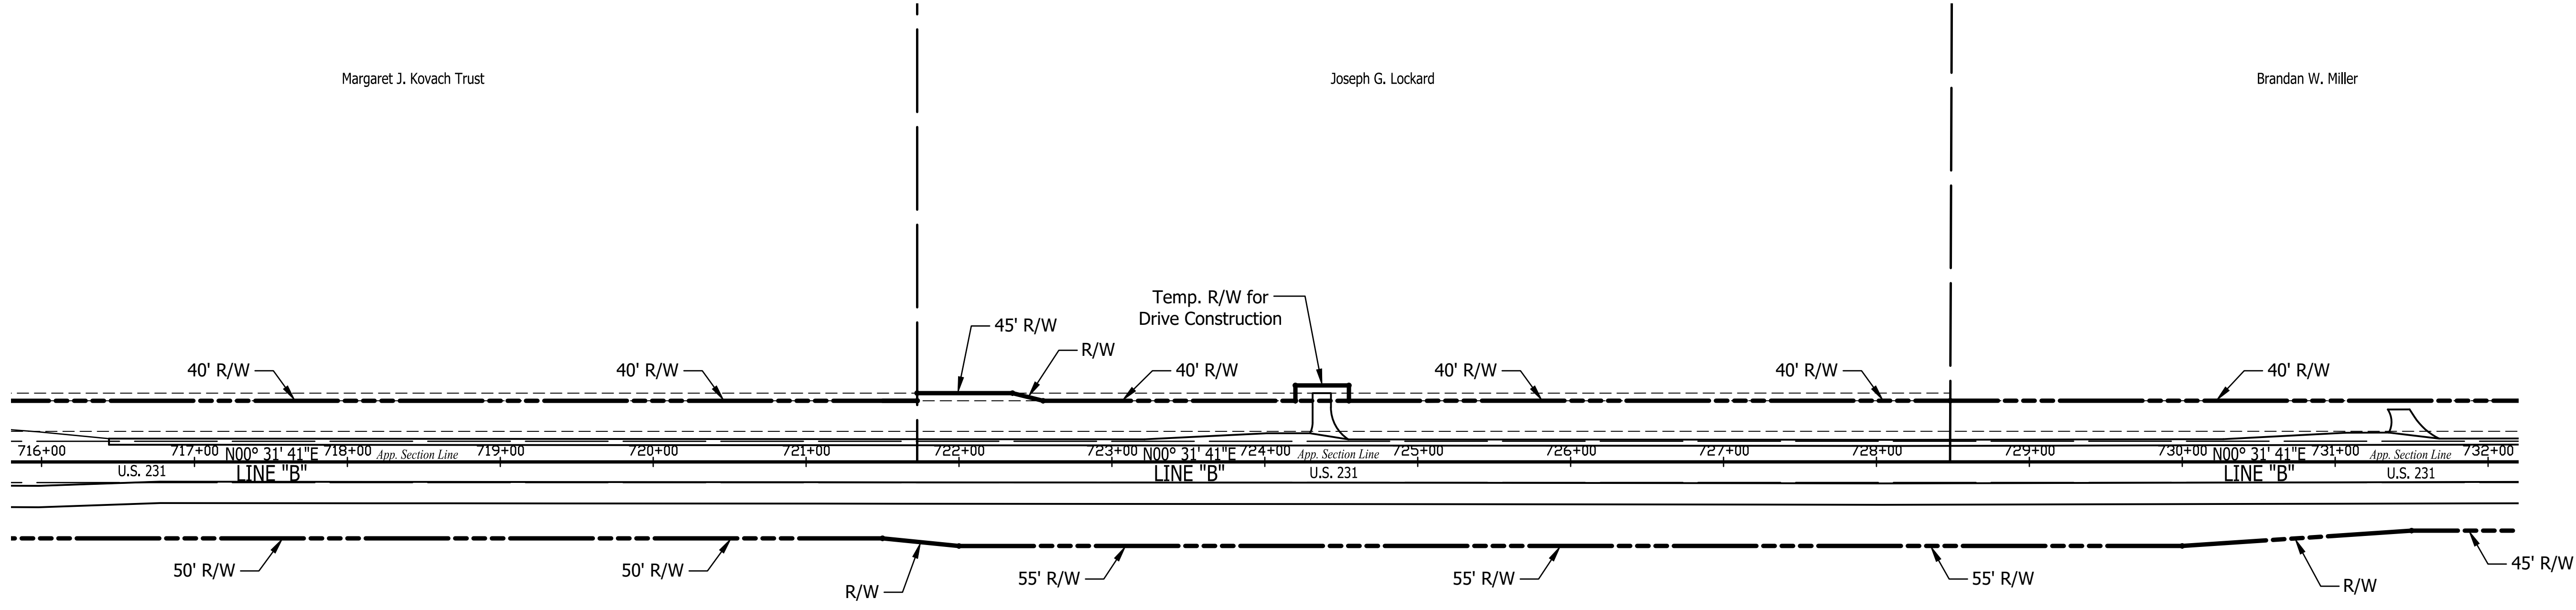 Margaret J. Kovach Trust
Joseph G. Lockard
Brandan W. Miller
Temp. R/W for
Drive Construction
45' R/W
R/W
40' R/W
40' R/W
40' R/W
40' R/W
40' R/W
40' R/W
716+00
717+00
N00° 31' 41"E
718+00
App. Section Line
719+00
720+00
721+00
722+00
723+00
N00° 31' 41"E
724+00
App. Section Line
725+00
726+00
727+00
728+00
729+00
730+00
N00° 31' 41"E
731+00
App. Section Line
732+00
U.S. 231
LINE "B"
LINE "B"
U.S. 231
LINE "B"
U.S. 231
50' R/W
50' R/W
R/W
55' R/W
55' R/W
55' R/W
R/W
45' R/W